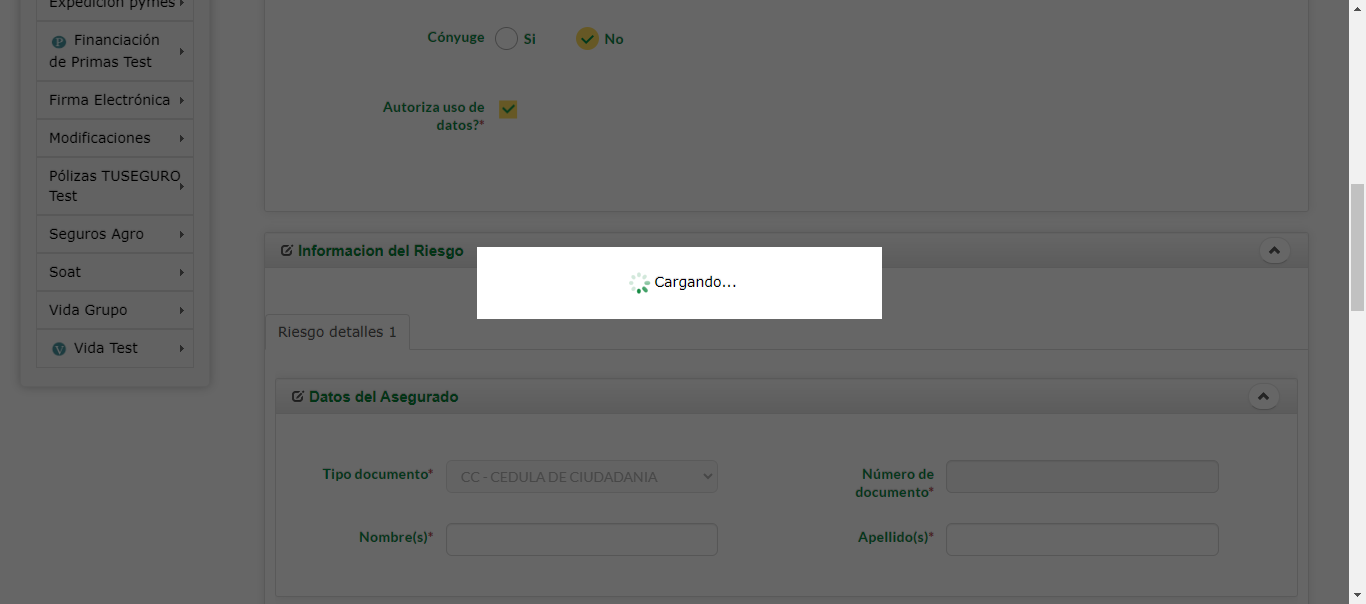 Expedición pymes
Financiación
de Primas Test
Firma Electrónica
Modificaciones
Pólizas TUSEGURO
Test
Seguros Agro
Soat
Vida Grupo
Vida Test
Cónyuge Si No
Autoriza uso de
datos?*
Informacion del Riesgo
Cargando...
Riesgo detalles 1
Datos del Asegurado
Tipo documento* CC - CEDULA DE CIUDADANIA
Número de
documento*
Nombre(s)*
Apellido(s)*